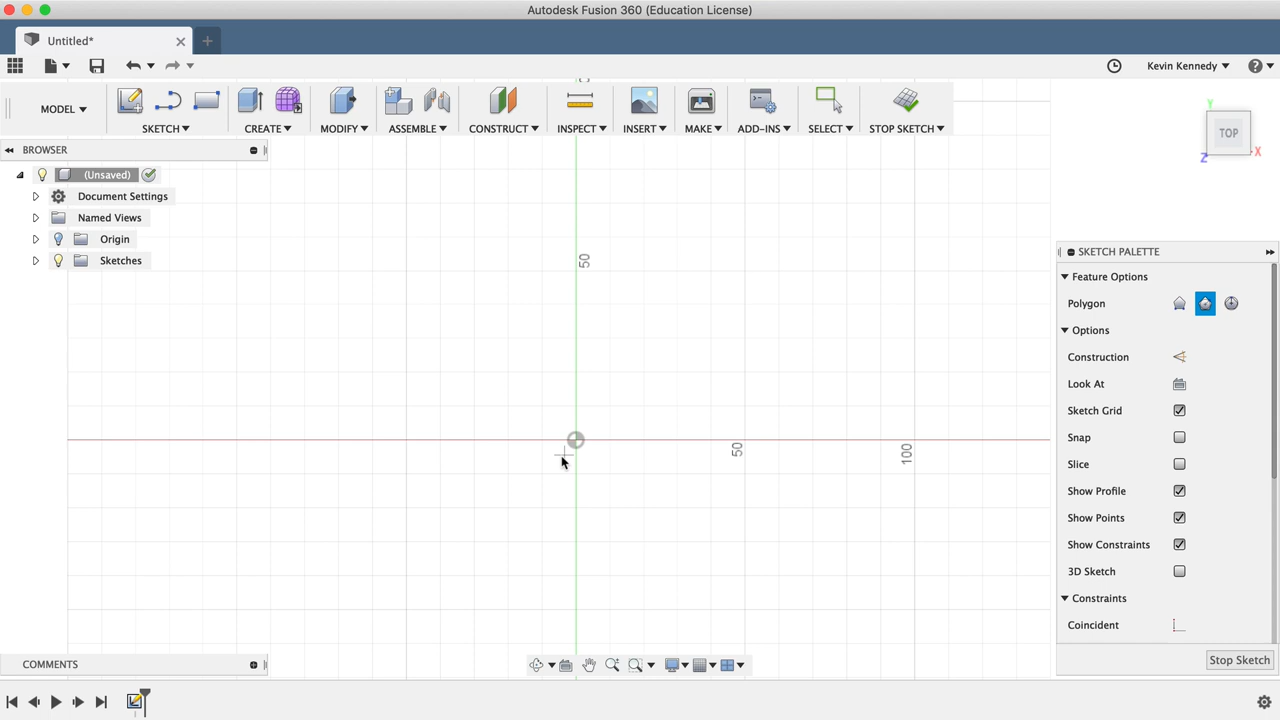 Autodesk Fusion 360 (Education License)
Untitled*
Kevin Kennedy
MODEL
SKETCH
CREATE
MODIFY
ASSEMBLE
CONSTRUCT
INSPECT
INSERT
MAKE
ADD-INS
SELECT
STOP SKETCH
TOP
Y
X
Z
BROWSER
(Unsaved)
Document Settings
Named Views
Origin
Sketches
50
50
100
SKETCH PALETTE
Feature Options
Polygon
Options
Construction
Look At
Sketch Grid
Snap
Slice
Show Profile
Show Points
Show Constraints
3D Sketch
Constraints
Coincident
Stop Sketch
COMMENTS